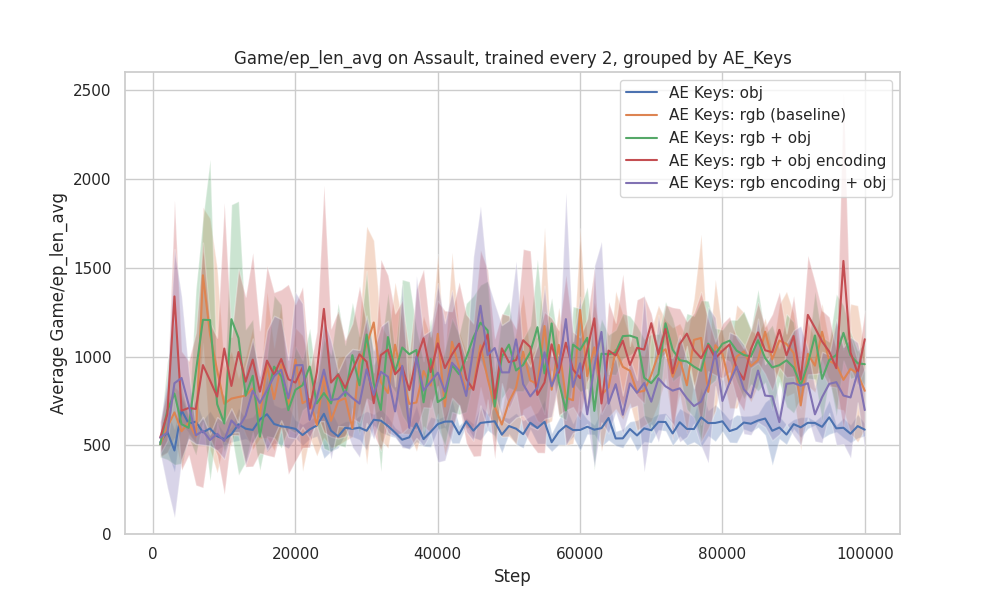 Game/ep_len_avg on Assault, trained every 2, grouped by AE_Keys
AE Keys: obj
AE Keys: rgb (baseline)
AE Keys: rgb + obj
AE Keys: rgb + obj encoding
AE Keys: rgb encoding + obj
Average Game/ep_len_avg
2500
2000
1500
1000
500
0
0 20000 40000 60000 80000 100000
Step